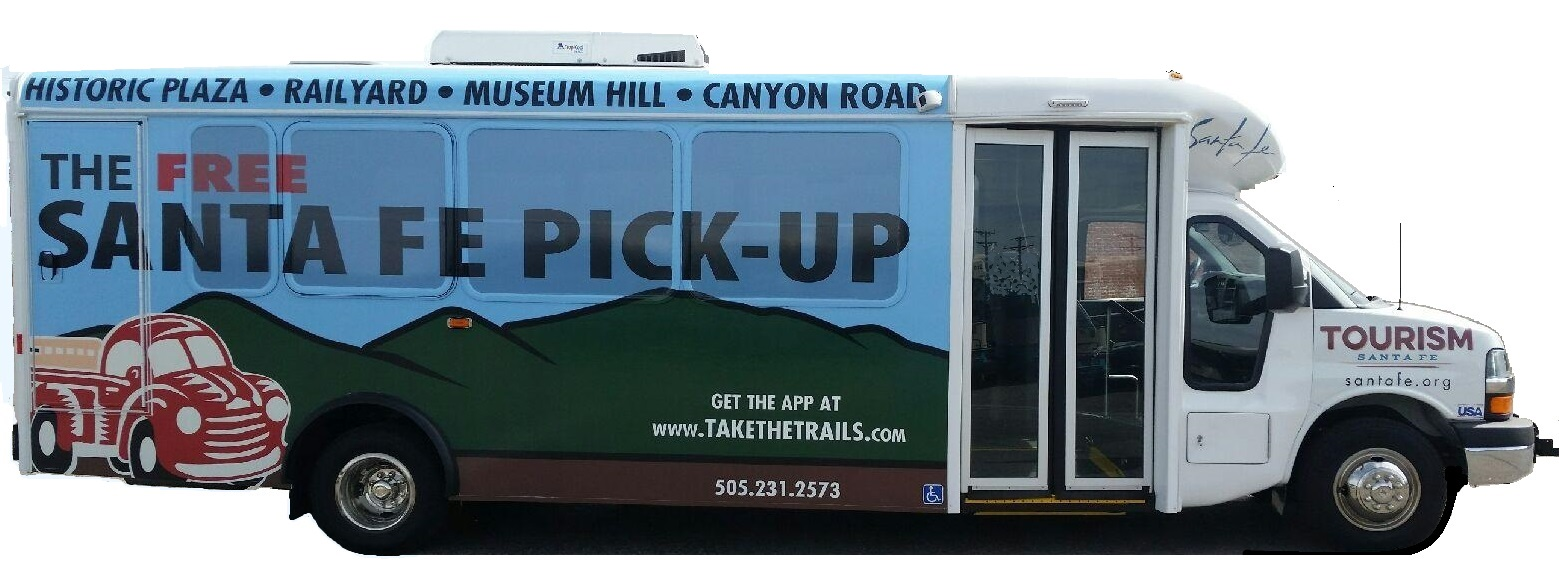 HISTORIC PLAZA • RAILYARD • MUSEUM HILL • CANYON ROAD
THE FREE
SANTA FE PICK-UP
GET THE APP AT
www.TAKETHETRAILS.COM
505.231.2573
Santa Fe
TOURISM
SANTA FE
santafe.org
USA